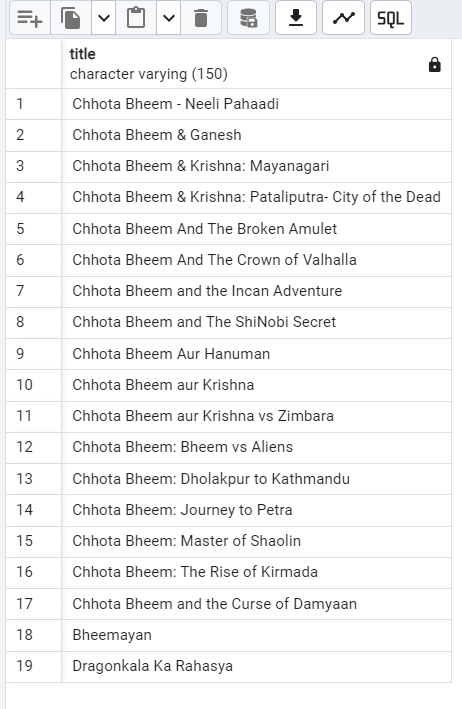 SQL
title
character varying (150)
1 Chhota Bheem - Neeli Pahaadi
2 Chhota Bheem & Ganesh
3 Chhota Bheem & Krishna: Mayanagari
4 Chhota Bheem & Krishna: Pataliputra- City of the Dead
5 Chhota Bheem And The Broken Amulet
6 Chhota Bheem And The Crown of Valhalla
7 Chhota Bheem and the Incan Adventure
8 Chhota Bheem and The ShiNobi Secret
9 Chhota Bheem Aur Hanuman
10 Chhota Bheem aur Krishna
11 Chhota Bheem aur Krishna vs Zimbara
12 Chhota Bheem: Bheem vs Aliens
13 Chhota Bheem: Dholakpur to Kathmandu
14 Chhota Bheem: Journey to Petra
15 Chhota Bheem: Master of Shaolin
16 Chhota Bheem: The Rise of Kirmada
17 Chhota Bheem and the Curse of Damyaan
18 Bheemayan
19 Dragonkala Ka Rahasya